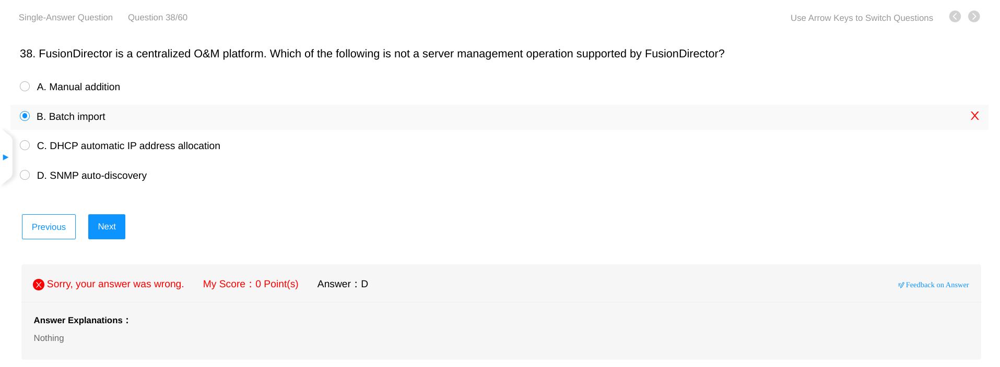 Single-Answer Question Question 38/60 Use Arrow Keys to Switch Questions
38. FusionDirector is a centralized O&M platform. Which of the following is not a server management operation supported by FusionDirector?
A. Manual addition
B. Batch import
C. DHCP automatic IP address allocation
D. SNMP auto-discovery
Previous Next
Sorry, your answer was wrong. My Score：0 Point(s) Answer：D Feedback on Answer
Answer Explanations：
Nothing